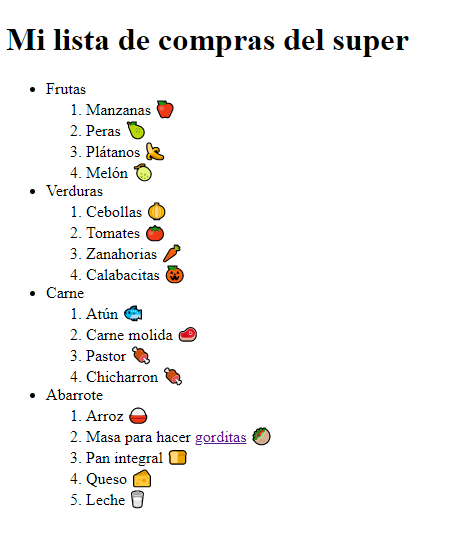 Mi lista de compras del super
• Frutas
1. Manzanas 🍎
2. Peras 🍐
3. Plátanos 🍌
4. Melón 🍈
• Verduras
1. Cebollas 🧅
2. Tomates 🍅
3. Zanahorias 🥕
4. Calabacitas 🎃
• Carne
1. Atún 🐟
2. Carne molida 🥩
3. Pastor 🍖
4. Chicharron 🍖
• Abarrote
1. Arroz 🍚
2. Masa para hacer gorditas 🥙
3. Pan integral 🍞
4. Queso 🧀
5. Leche 🥛